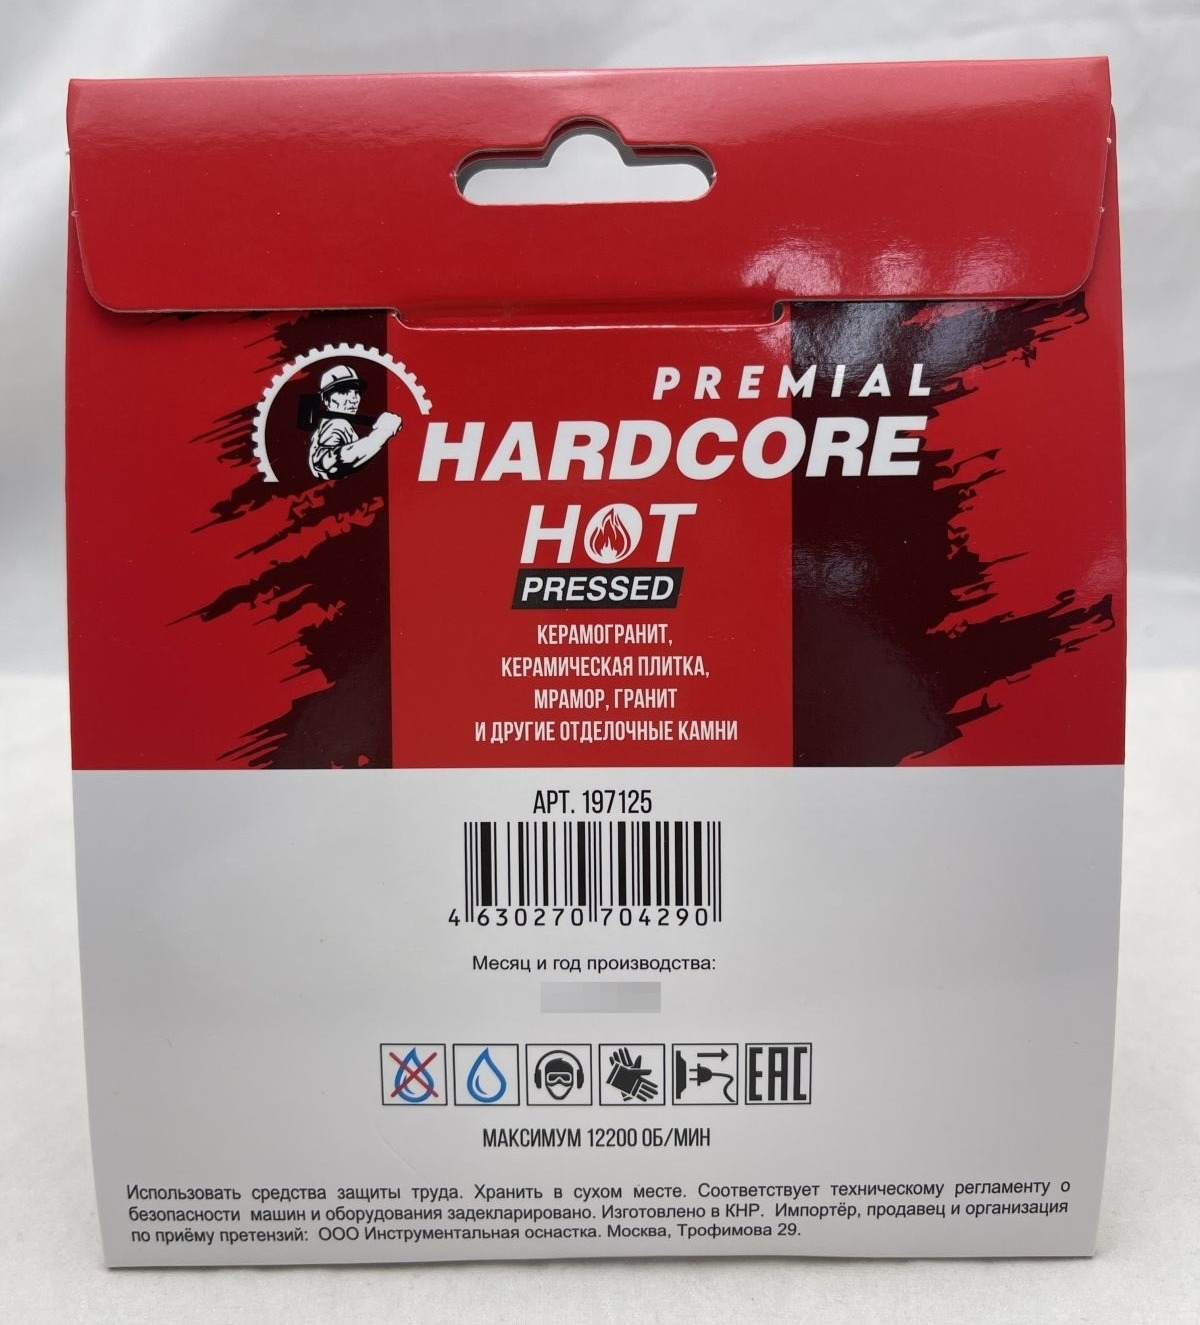 PREMIAL
HARDCORE
HOT
PRESSED
КЕРАМОГРАНИТ,
КЕРАМИЧЕСКАЯ ПЛИТКА,
МРАМОР, ГРАНИТ
И ДРУГИЕ ОТДЕЛОЧНЫЕ КАМНИ
АРТ. 197125
4 630270 704290
Месяц и год производства:
EAC
МАКСИМУМ 12200 ОБ/МИН
Использовать средства защиты труда. Хранить в сухом месте. Соответствует техническому регламенту о
безопасности машин и оборудования задекларировано. Изготовлено в КНР. Импортёр, продавец и организация
по приёму претензий: ООО Инструментальная оснастка. Москва, Трофимова 29.